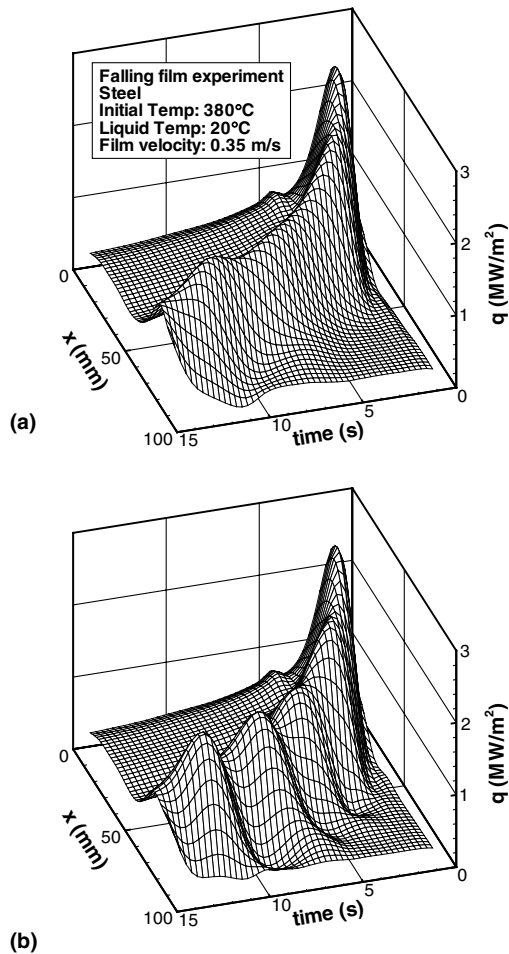 Falling film experiment
Steel
Initial Temp: 380°C
Liquid Temp: 20°C
Film velocity: 0.35 m/s
3
2
1
0
q (MW/m²)
0
50
100
x (mm)
15
10
5
0
time (s)
(a)
3
2
1
0
q (MW/m²)
0
50
100
x (mm)
15
10
5
0
time (s)
(b)